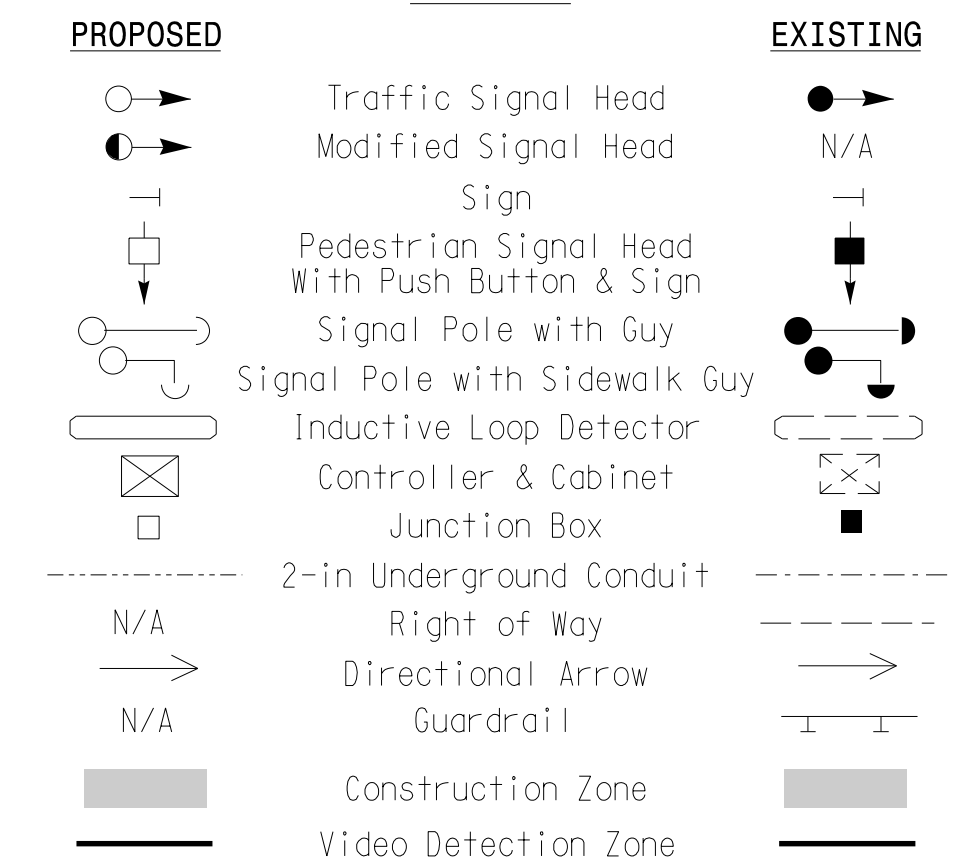 PROPOSED EXISTING
Traffic Signal Head
Modified Signal Head N/A
Sign
Pedestrian Signal Head
With Push Button & Sign
Signal Pole with Guy
Signal Pole with Sidewalk Guy
Inductive Loop Detector
Controller & Cabinet
Junction Box
2-in Underground Conduit
N/A Right of Way
Directional Arrow
N/A Guardrail
Construction Zone
Video Detection Zone